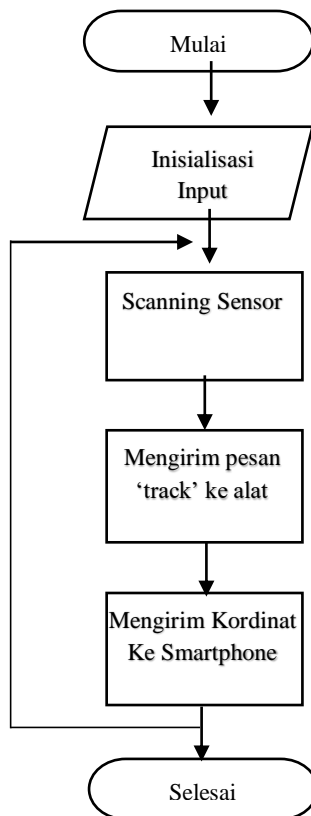 Mulai
Inisialisasi
Input
Scanning Sensor
Mengirim pesan
‘track’ ke alat
Mengirim Kordinat
Ke Smartphone
Selesai